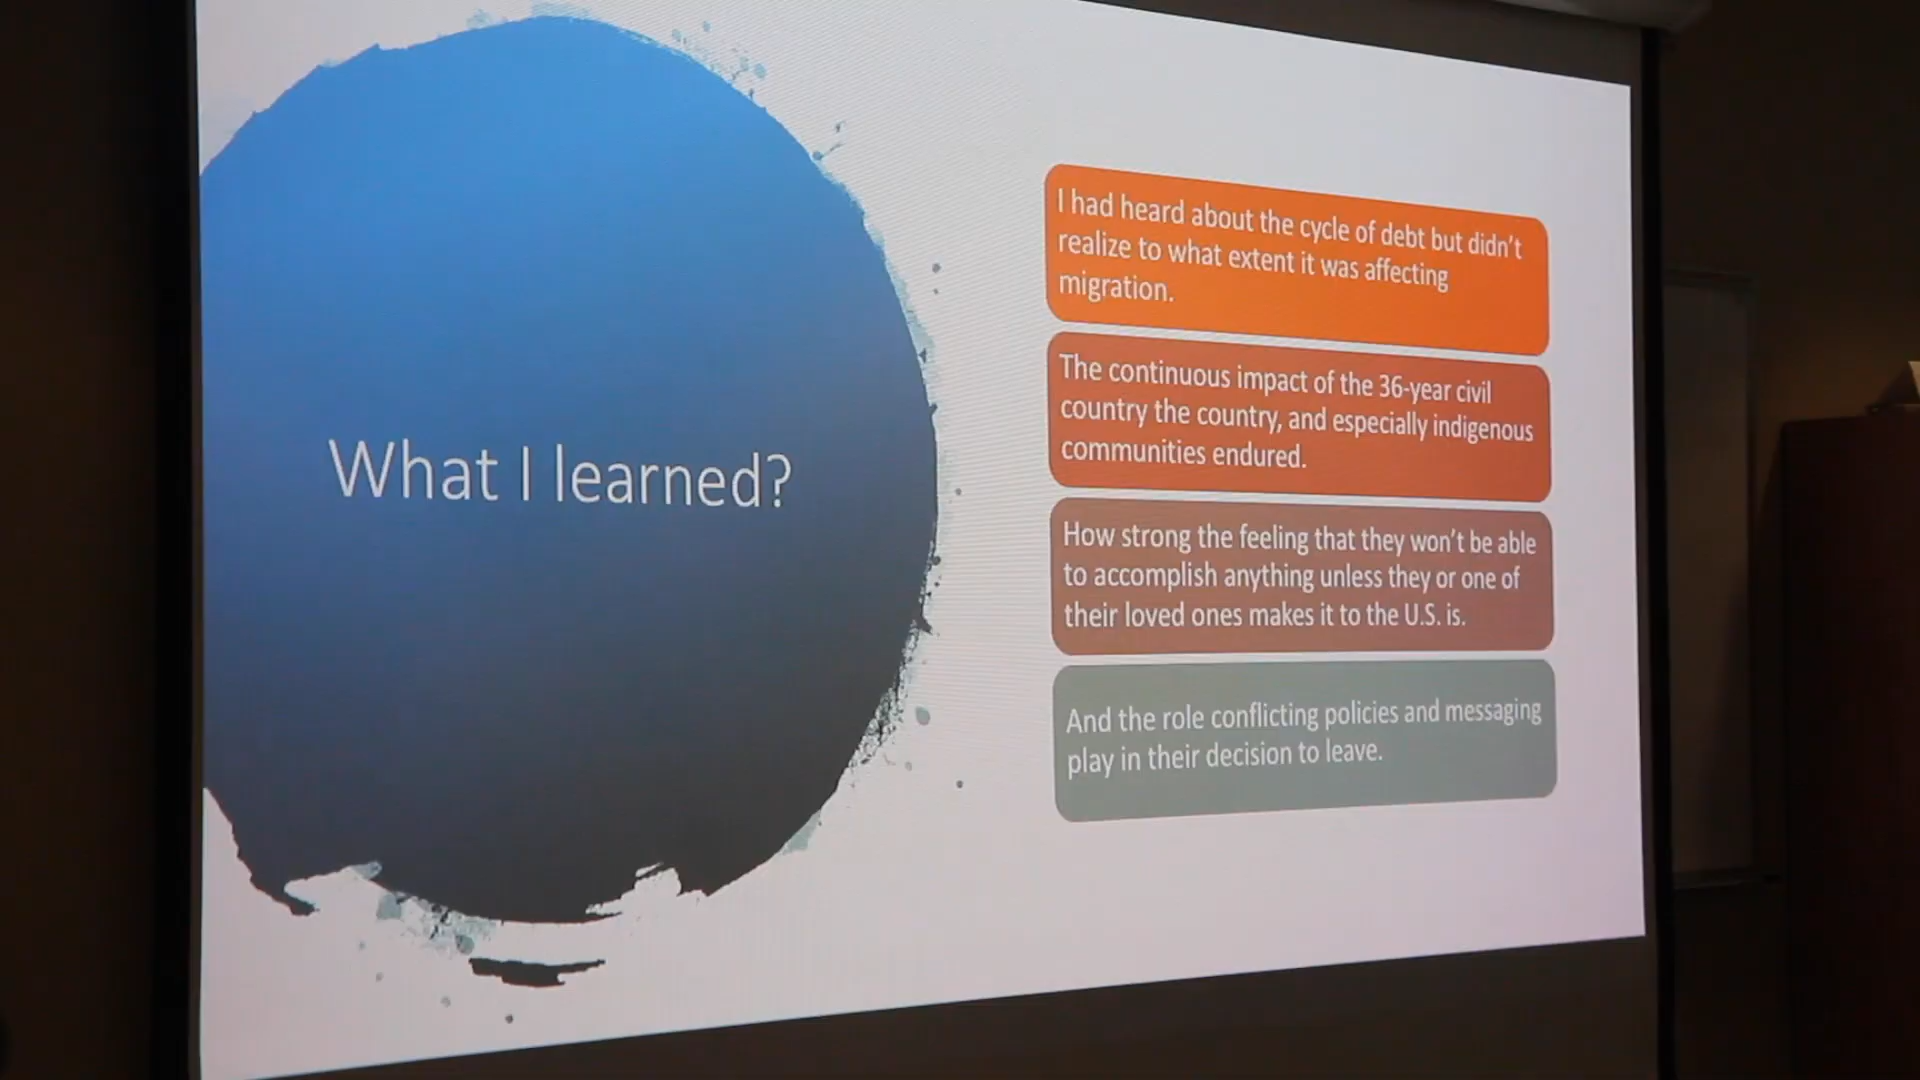 What I learned?
I had heard about the cycle of debt but didn't
realize to what extent it was affecting
migration.
The continuous impact of the 36-year civil
country the country, and especially indigenous
communities endured.
How strong the feeling that they won't be able
to accomplish anything unless they or one of
their loved ones makes it to the U.S. is.
And the role conflicting policies and messaging
play in their decision to leave.